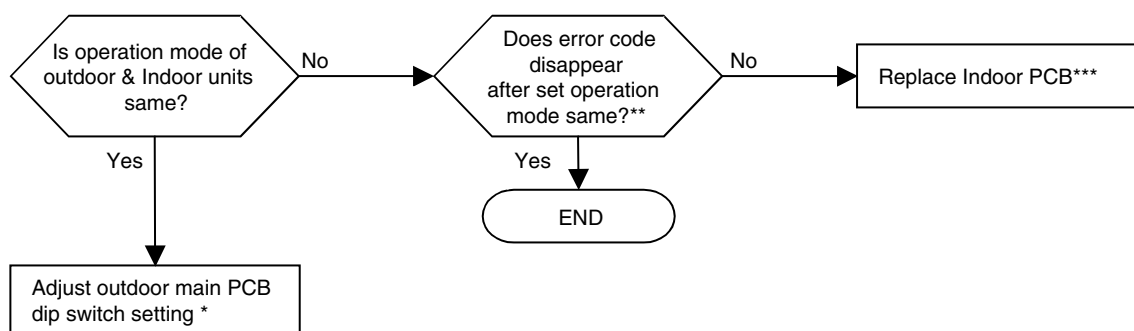 Is operation mode of
outdoor & Indoor units
same?
No
Does error code
disappear
after set operation
mode same?**
No
Replace Indoor PCB***
Yes
Yes
END
Adjust outdoor main PCB
dip switch setting *